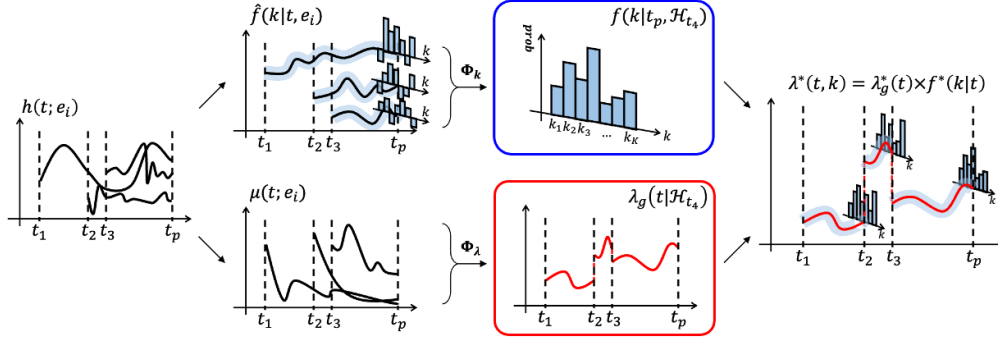 h(t; e_i)
t_1 t_2 t_3 t_p
f̂(k|t, e_i)
k
k
k
t_1 t_2 t_3 t_p
Φ_k
f(k|t_p, ℋ_{t_4})
prob
k_1 k_2 k_3 ... k_K k
μ(t; e_i)
t_1 t_2 t_3 t_p
Φ_λ
λ_g(t|ℋ_{t_4})
t_1 t_2 t_3 t_p
λ*(t, k) = λ*_g(t)×f*(k|t)
k
k
k
t_1 t_2 t_3 t_p